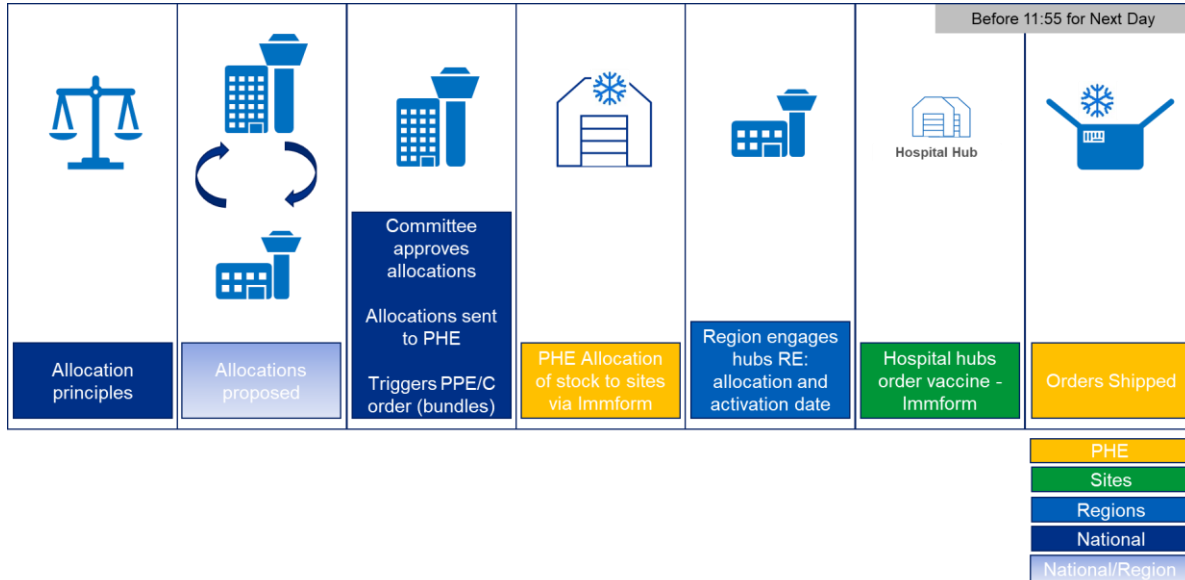 Before 11:55 for Next Day
Hospital Hub
Allocation
principles
Allocations
proposed
Committee
approves
allocations
Allocations sent
to PHE
Triggers PPE/C
order (bundles)
PHE Allocation
of stock to sites
via Immform
Region engages
hubs RE:
allocation and
activation date
Hospital hubs
order vaccine -
Immform
Orders Shipped
PHE
Sites
Regions
National
National/Region